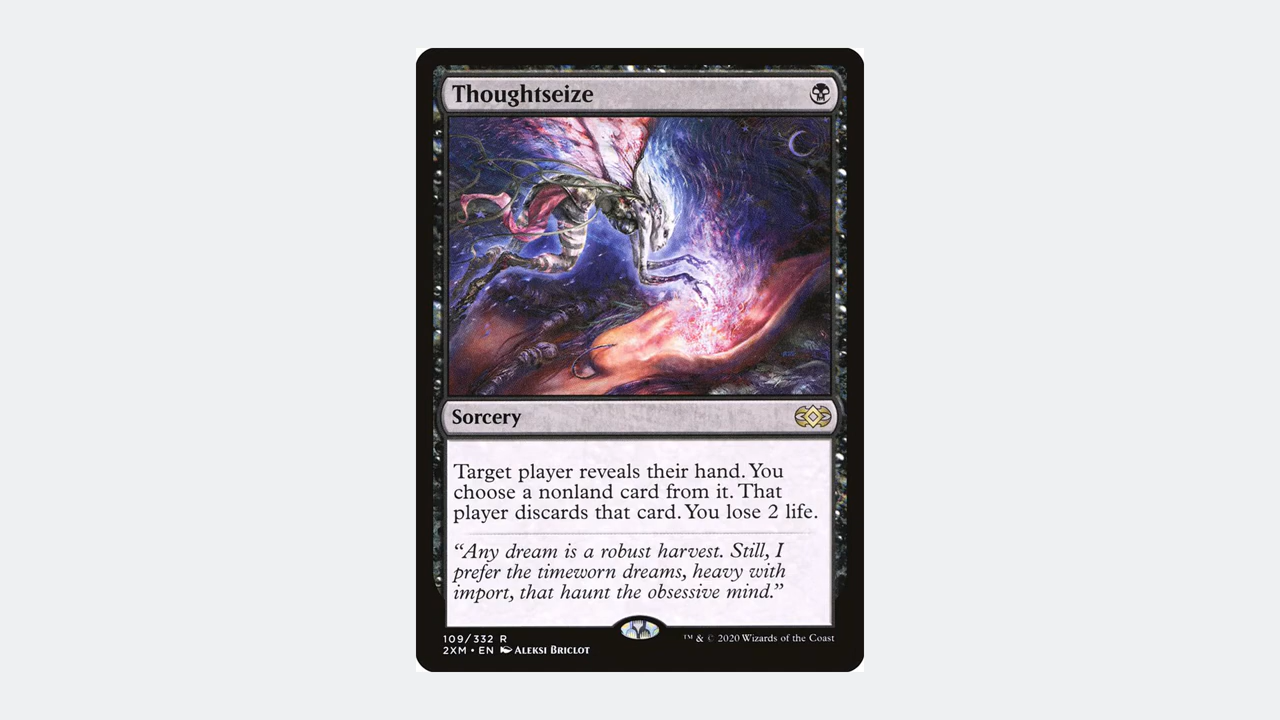 Thoughtseize
Sorcery
Target player reveals their hand. You
choose a nonland card from it. That
player discards that card. You lose 2 life.
“Any dream is a robust harvest. Still, I
prefer the timeworn dreams, heavy with
import, that haunt the obsessive mind.”
109/332 R
™ & © 2020 Wizards of the Coast
2XM • EN Aleksi Briclot